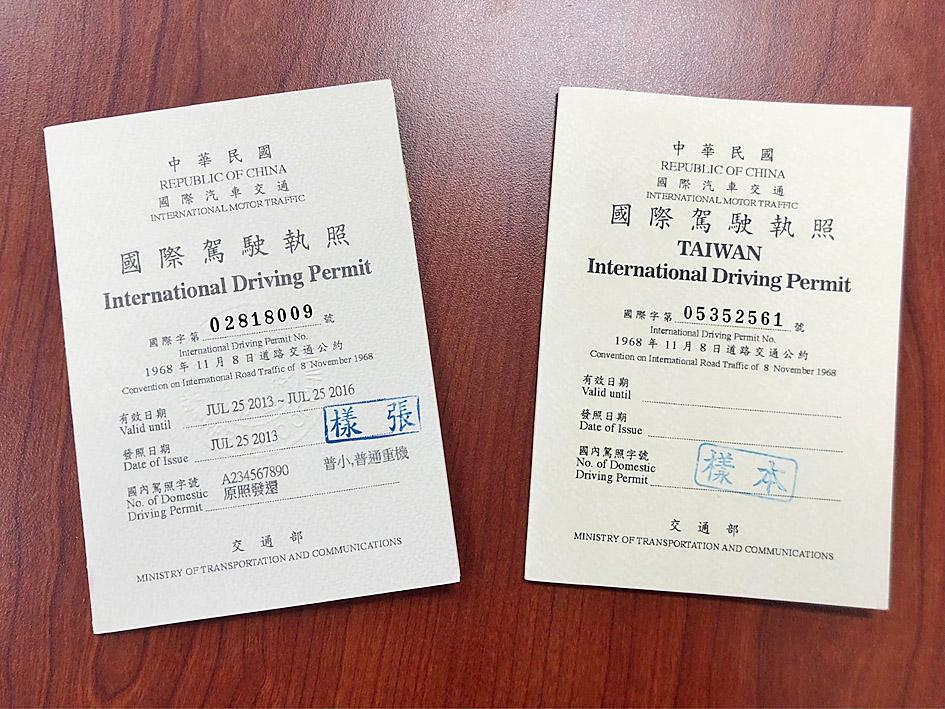 中華民國
REPUBLIC OF CHINA
國際汽車交通
INTERNATIONAL MOTOR TRAFFIC
國際駕駛執照
International Driving Permit
國際字第 02818009 號
International Driving Permit No.
1968 年 11 月 8 日道路交通公約
Convention on International Road Traffic of 8 November 1968
有效日期
Valid until
JUL 25 2013 ~ JUL 25 2016
發照日期
Date of Issue
JUL 25 2013
樣張
國內駕照字號
No. of Domestic
Driving Permit
A234567890 普小,普通重機
原照發還
交通部
MINISTRY OF TRANSPORTATION AND COMMUNICATIONS
中華民國
REPUBLIC OF CHINA
國際汽車交通
INTERNATIONAL MOTOR TRAFFIC
國際駕駛執照
TAIWAN
International Driving Permit
國際字第 05352561 號
International Driving Permit No.
1968 年 11 月 8 日道路交通公約
Convention on International Road Traffic of 8 November 1968
有效日期
Valid until
發照日期
Date of Issue
國內駕照字號
No. of Domestic
Driving Permit
樣本
交通部
MINISTRY OF TRANSPORTATION AND COMMUNICATIONS